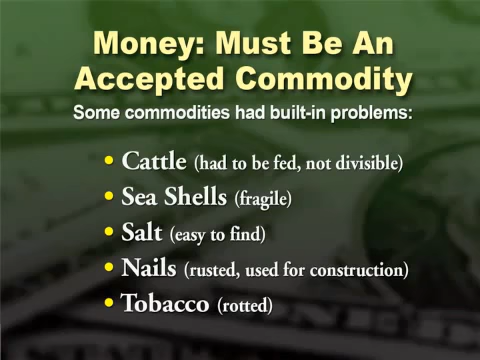 Money: Must Be An
Accepted Commodity
Some commodities had built-in problems:
• Cattle (had to be fed, not divisible)
• Sea Shells (fragile)
• Salt (easy to find)
• Nails (rusted, used for construction)
• Tobacco (rotted)